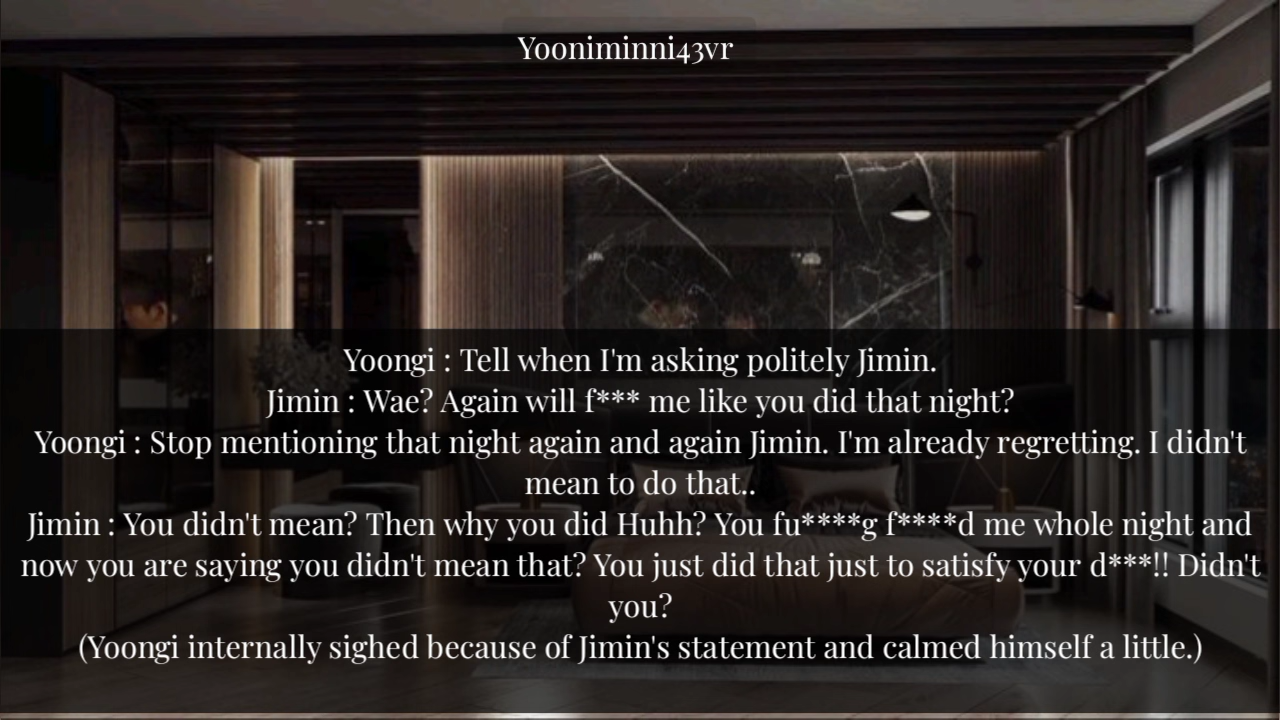 Yooniminni43vr
Yoongi : Tell when I'm asking politely Jimin.
Jimin : Wae? Again will f*** me like you did that night?
Yoongi : Stop mentioning that night again and again Jimin. I'm already regretting. I didn't
mean to do that..
Jimin : You didn't mean? Then why you did Huhh? You fu****g f****d me whole night and
now you are saying you didn't mean that? You just did that just to satisfy your d***!! Didn't
you?
(Yoongi internally sighed because of Jimin's statement and calmed himself a little.)